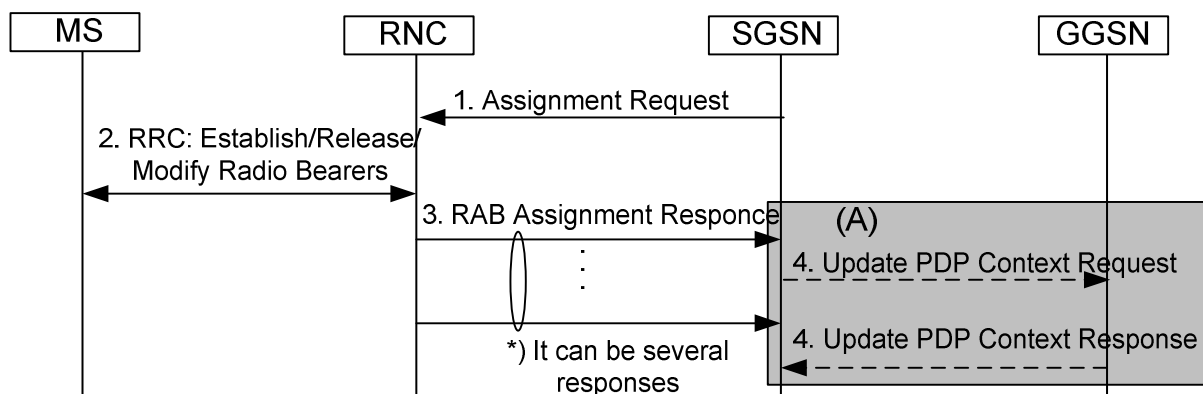 MS
RNC
SGSN
GGSN
1. Assignment Request
2. RRC: Establish/Release/
Modify Radio Bearers
3. RAB Assignment Responce
(A)
4. Update PDP Context Request
4. Update PDP Context Response
*) It can be several
responses